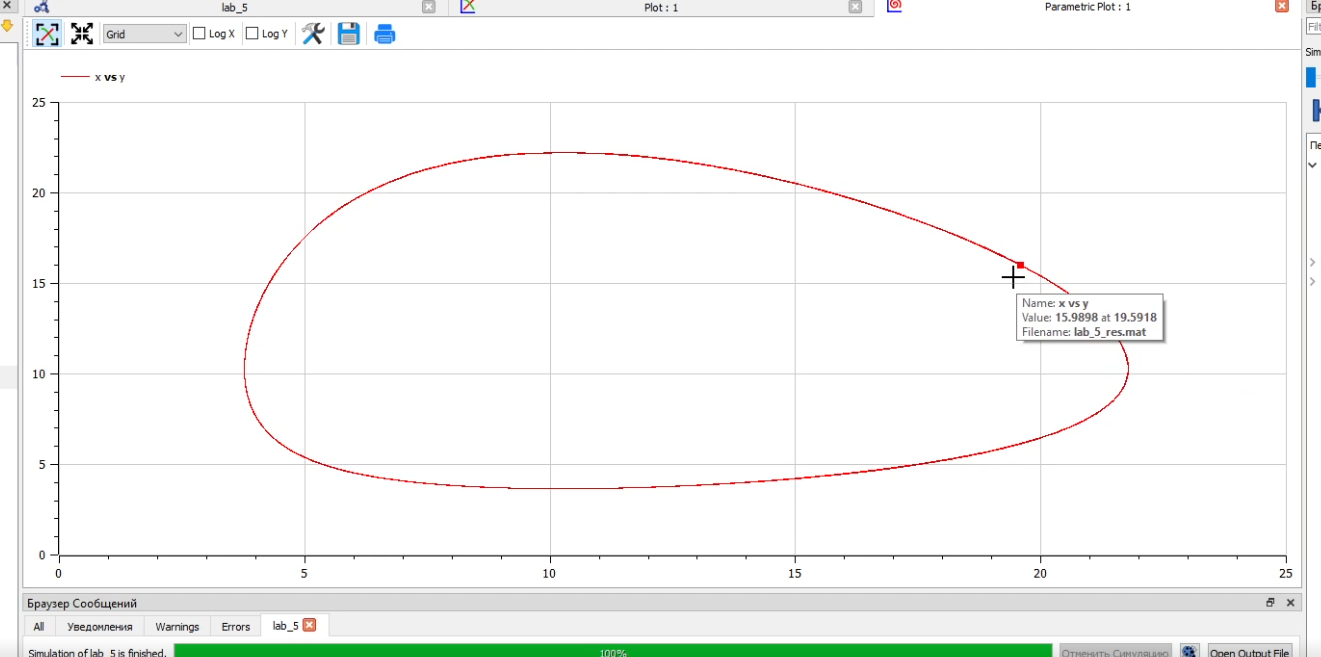 lab_5
Plot : 1
Parametric Plot : 1
Grid
Log X
Log Y
Sim
x vs y
25
20
15
10
5
0
0
5
10
15
20
25
Name: x vs y
Value: 15.9898 at 19.5918
Filename: lab_5_res.mat
Браузер Сообщений
All
Уведомления
Warnings
Errors
lab_5
Simulation of lab_5 is finished.
100%
Отменить Симуляцию
Open Output File